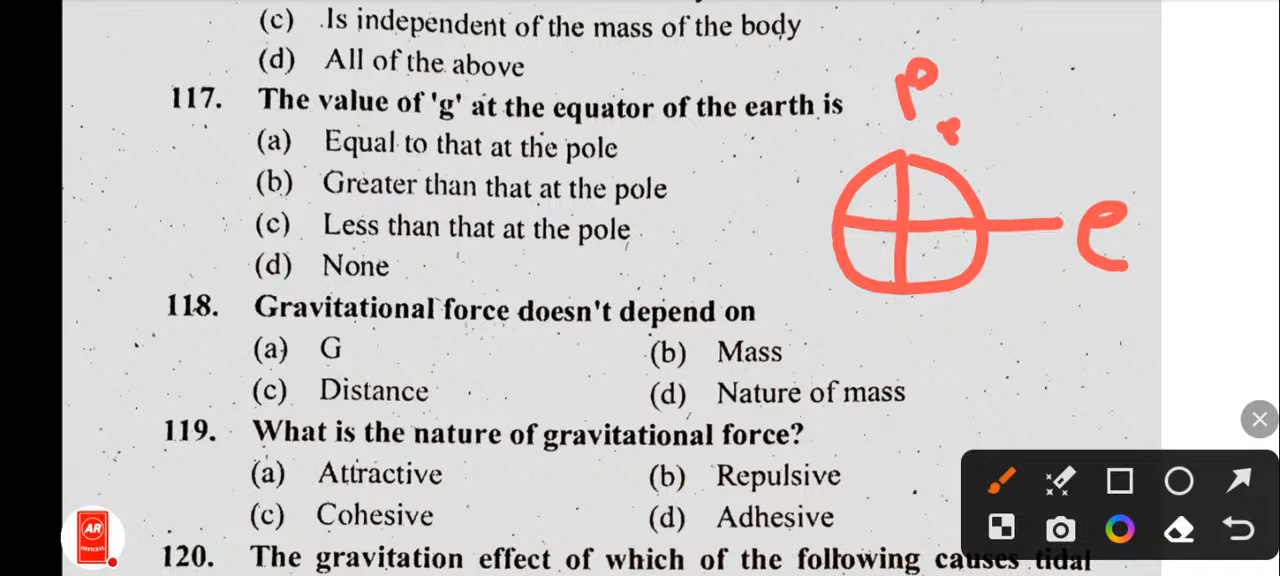 (c) Is independent of the mass of the body
(d) All of the above
117. The value of 'g' at the equator of the earth is
(a) Equal to that at the pole
(b) Greater than that at the pole
(c) Less than that at the pole
(d) None
P
e
118. Gravitational force doesn't depend on
(a) G (b) Mass
(c) Distance (d) Nature of mass
119. What is the nature of gravitational force?
(a) Attractive (b) Repulsive
(c) Cohesive (d) Adhesive
AR
120. The gravitation effect of which of the following causes tidal